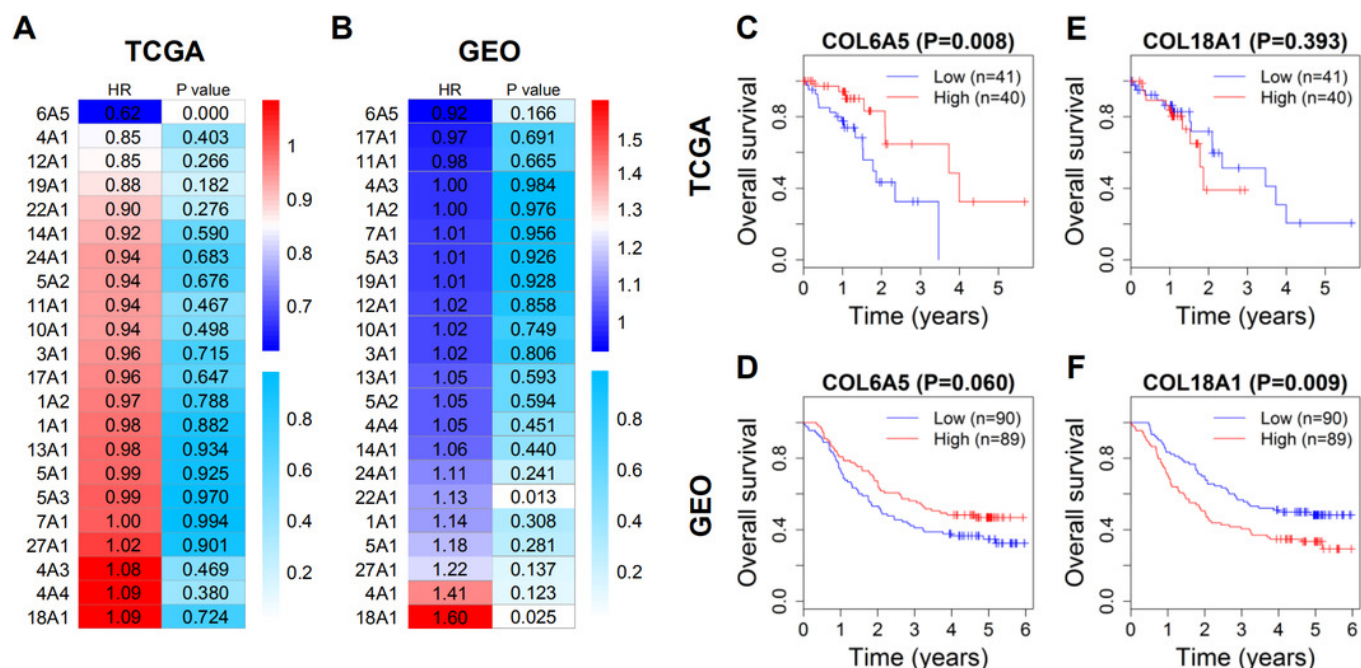 A
TCGA
HR P value
6A5 0.62 0.000
4A1 0.85 0.403
12A1 0.85 0.266
19A1 0.88 0.182
22A1 0.90 0.276
14A1 0.92 0.590
24A1 0.94 0.683
5A2 0.94 0.676
11A1 0.94 0.467
10A1 0.94 0.498
3A1 0.96 0.715
17A1 0.96 0.647
1A2 0.97 0.788
1A1 0.98 0.882
13A1 0.98 0.934
5A1 0.99 0.925
5A3 0.99 0.970
7A1 1.00 0.994
27A1 1.02 0.901
4A3 1.08 0.469
4A4 1.09 0.380
18A1 1.09 0.724
1
0.9
0.8
0.7
0.8
0.6
0.4
0.2
B
GEO
HR P value
6A5 0.92 0.166
17A1 0.97 0.691
11A1 0.98 0.665
4A3 1.00 0.984
1A2 1.00 0.976
7A1 1.01 0.956
5A3 1.01 0.926
19A1 1.01 0.928
12A1 1.02 0.858
10A1 1.02 0.749
3A1 1.02 0.806
13A1 1.05 0.593
5A2 1.05 0.594
4A4 1.05 0.451
14A1 1.06 0.440
24A1 1.11 0.241
22A1 1.13 0.013
1A1 1.14 0.308
5A1 1.18 0.281
27A1 1.22 0.137
4A1 1.41 0.123
18A1 1.60 0.025
1.5
1.4
1.3
1.2
1.1
1
0.8
0.6
0.4
0.2
TCGA
C
COL6A5 (P=0.008)
Low (n=41)
High (n=40)
Overall survival
0.8
0.4
0.0
0 1 2 3 4 5
Time (years)
E
COL18A1 (P=0.393)
Low (n=41)
High (n=40)
Overall survival
0.8
0.4
0.0
0 1 2 3 4 5
Time (years)
GEO
D
COL6A5 (P=0.060)
Low (n=90)
High (n=89)
Overall survival
0.8
0.4
0.0
0 1 2 3 4 5 6
Time (years)
F
COL18A1 (P=0.009)
Low (n=90)
High (n=89)
Overall survival
0.8
0.4
0.0
0 1 2 3 4 5 6
Time (years)